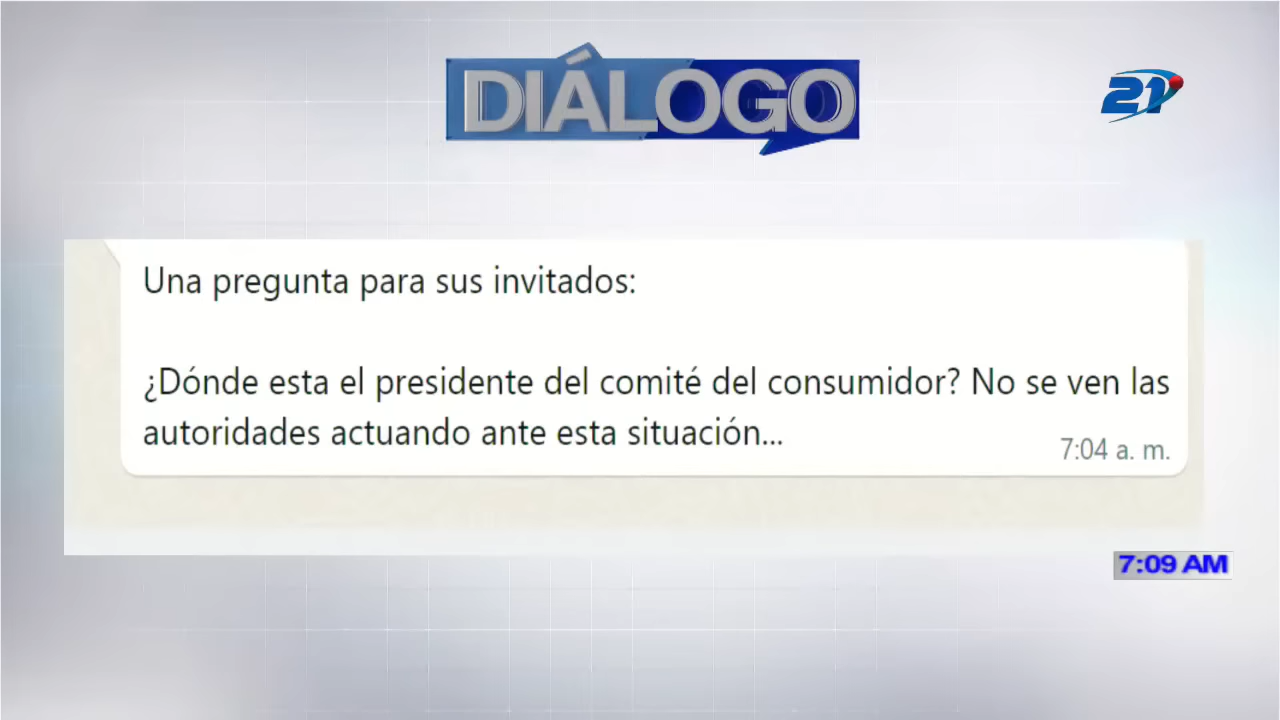 DIÁLOGO
21
Una pregunta para sus invitados:
¿Dónde esta el presidente del comité del consumidor? No se ven las
autoridades actuando ante esta situación...
7:04 a. m.
7:09 AM